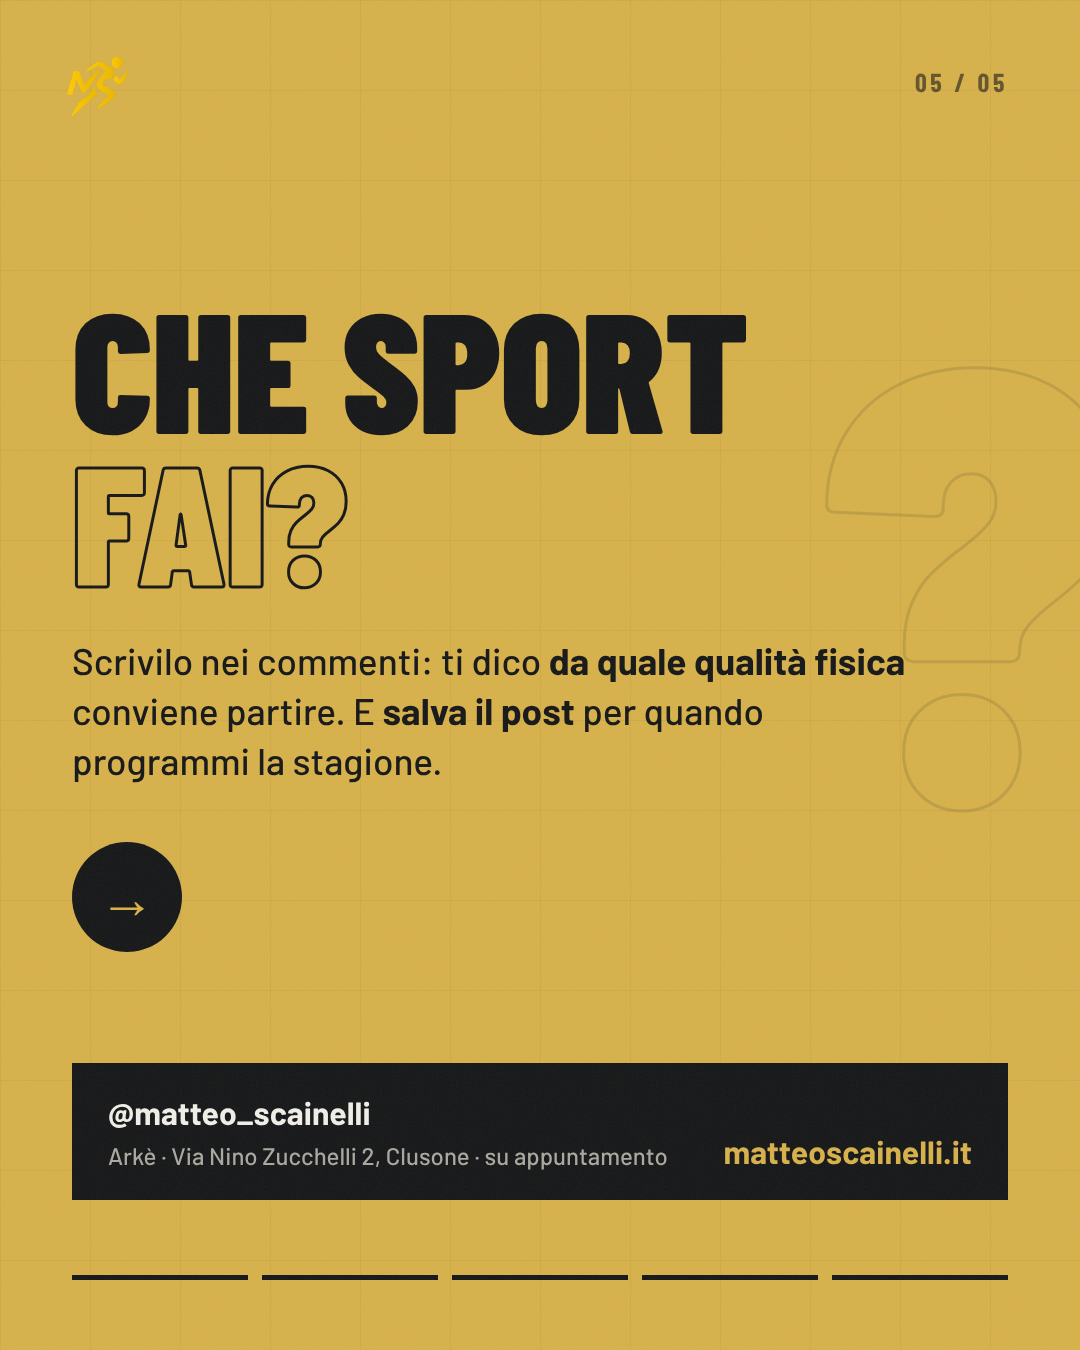 05 / 05
CHE SPORT
FAI?
?
Scrivilo nei commenti: ti dico da quale qualità fisica
conviene partire. E salva il post per quando
programmi la stagione.
→
@matteo_scainelli
Arkè · Via Nino Zucchelli 2, Clusone · su appuntamento
matteoscainelli.it